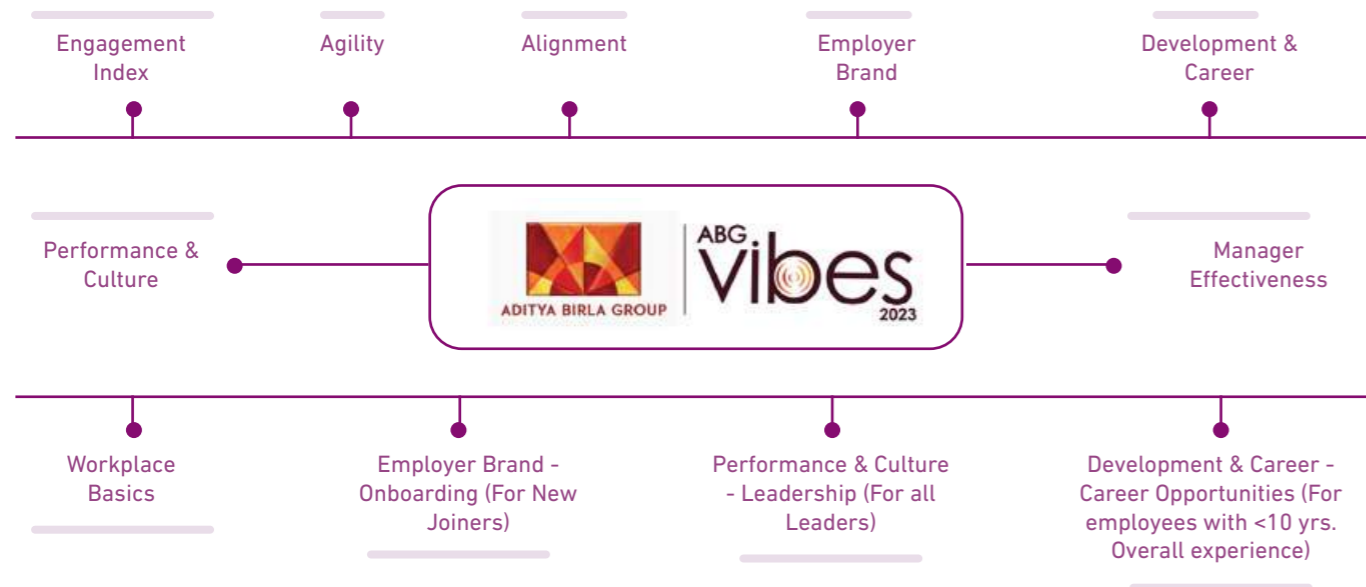 Engagement
Index
Agility
Alignment
Employer
Brand
Development &
Career
Performance &
Culture
ADITYA BIRLA GROUP
ABG
vibes
2023
Manager
Effectiveness
Workplace
Basics
Employer Brand -
Onboarding (For New
Joiners)
Performance & Culture
- Leadership (For all
Leaders)
Development & Career -
Career Opportunities (For
employees with <10 yrs.
Overall experience)